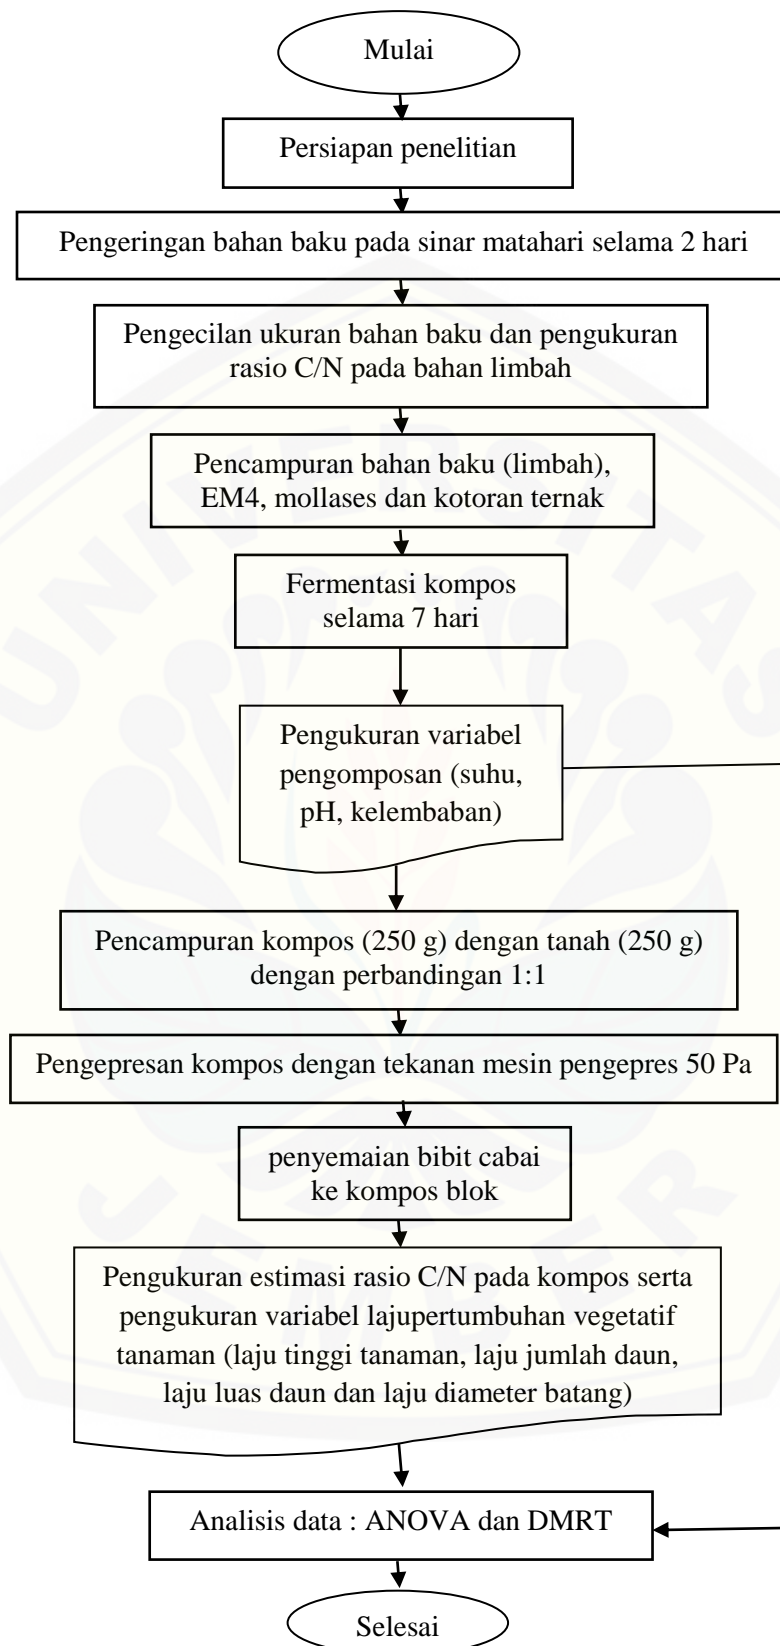 Mulai
Persiapan penelitian
Pengeringan bahan baku pada sinar matahari selama 2 hari
Pengecilan ukuran bahan baku dan pengukuran
rasio C/N pada bahan limbah
Pencampuran bahan baku (limbah),
EM4, mollases dan kotoran ternak
Fermentasi kompos
selama 7 hari
Pengukuran variabel
pengomposan (suhu,
pH, kelembaban)
Pencampuran kompos (250 g) dengan tanah (250 g)
dengan perbandingan 1:1
Pengepresan kompos dengan tekanan mesin pengepres 50 Pa
penyemaian bibit cabai
ke kompos blok
Pengukuran estimasi rasio C/N pada kompos serta
pengukuran variabel lajupertumbuhan vegetatif
tanaman (laju tinggi tanaman, laju jumlah daun,
laju luas daun dan laju diameter batang)
Analisis data : ANOVA dan DMRT
Selesai
UNIVERSITAS
JEMBER